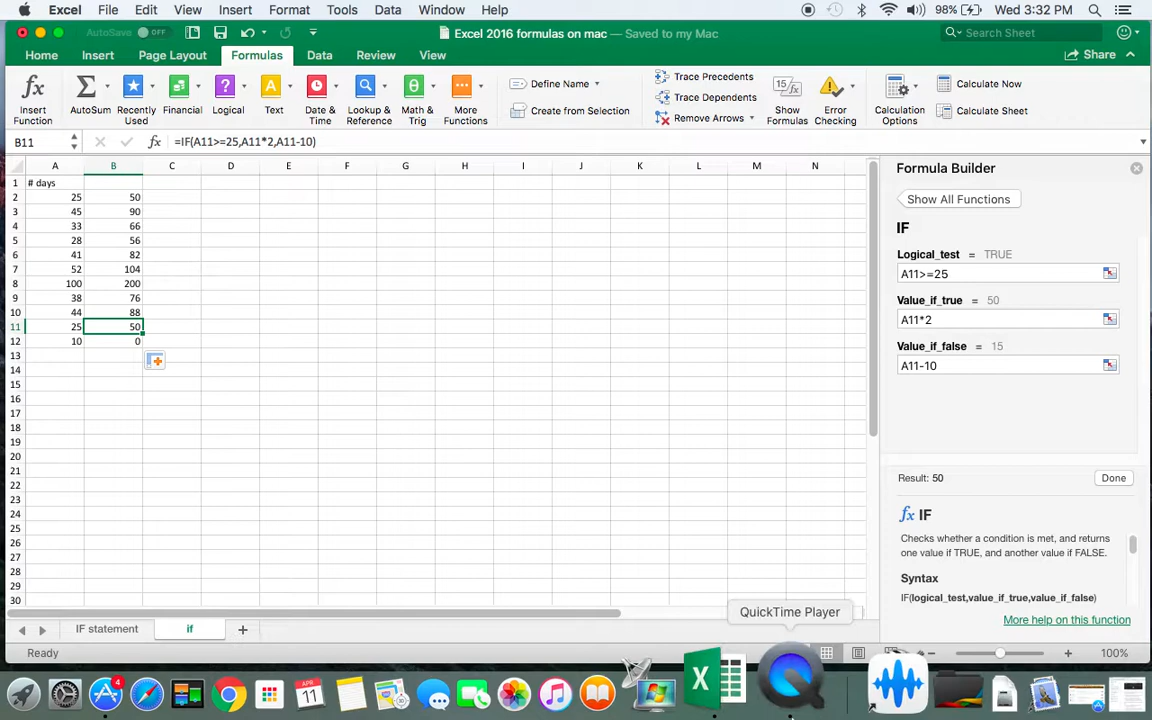 Excel File Edit View Insert Format Tools Data Window Help 98% Wed 3:32 PM
AutoSave OFF Excel 2016 formulas on mac — Saved to my Mac Search Sheet
Home Insert Page Layout Formulas Data Review View Share
Insert Function
AutoSum
Recently Used
Financial
Logical
Text
Date & Time
Lookup & Reference
Math & Trig
More Functions
Define Name
Create from Selection
Trace Precedents
Trace Dependents
Remove Arrows
Show Formulas
Error Checking
Calculation Options
Calculate Now
Calculate Sheet
B11 fx =IF(A11>=25,A11*2,A11-10)
A B C D E F G H I J K L M N
1 # days
2 25 50
3 45 90
4 33 66
5 28 56
6 41 82
7 52 104
8 100 200
9 38 76
10 44 88
11 25 50
12 10 0
13
14
15
16
17
18
19
20
21
22
23
24
25
26
27
28
29
30
Formula Builder
Show All Functions
IF
Logical_test = TRUE
A11>=25
Value_if_true = 50
A11*2
Value_if_false = 15
A11-10
Result: 50 Done
fx IF
Checks whether a condition is met, and returns
one value if TRUE, and another value if FALSE.
Syntax
IF(logical_test,value_if_true,value_if_false)
More help on this function
QuickTime Player
IF statement if
Ready 100%
4
APR
11